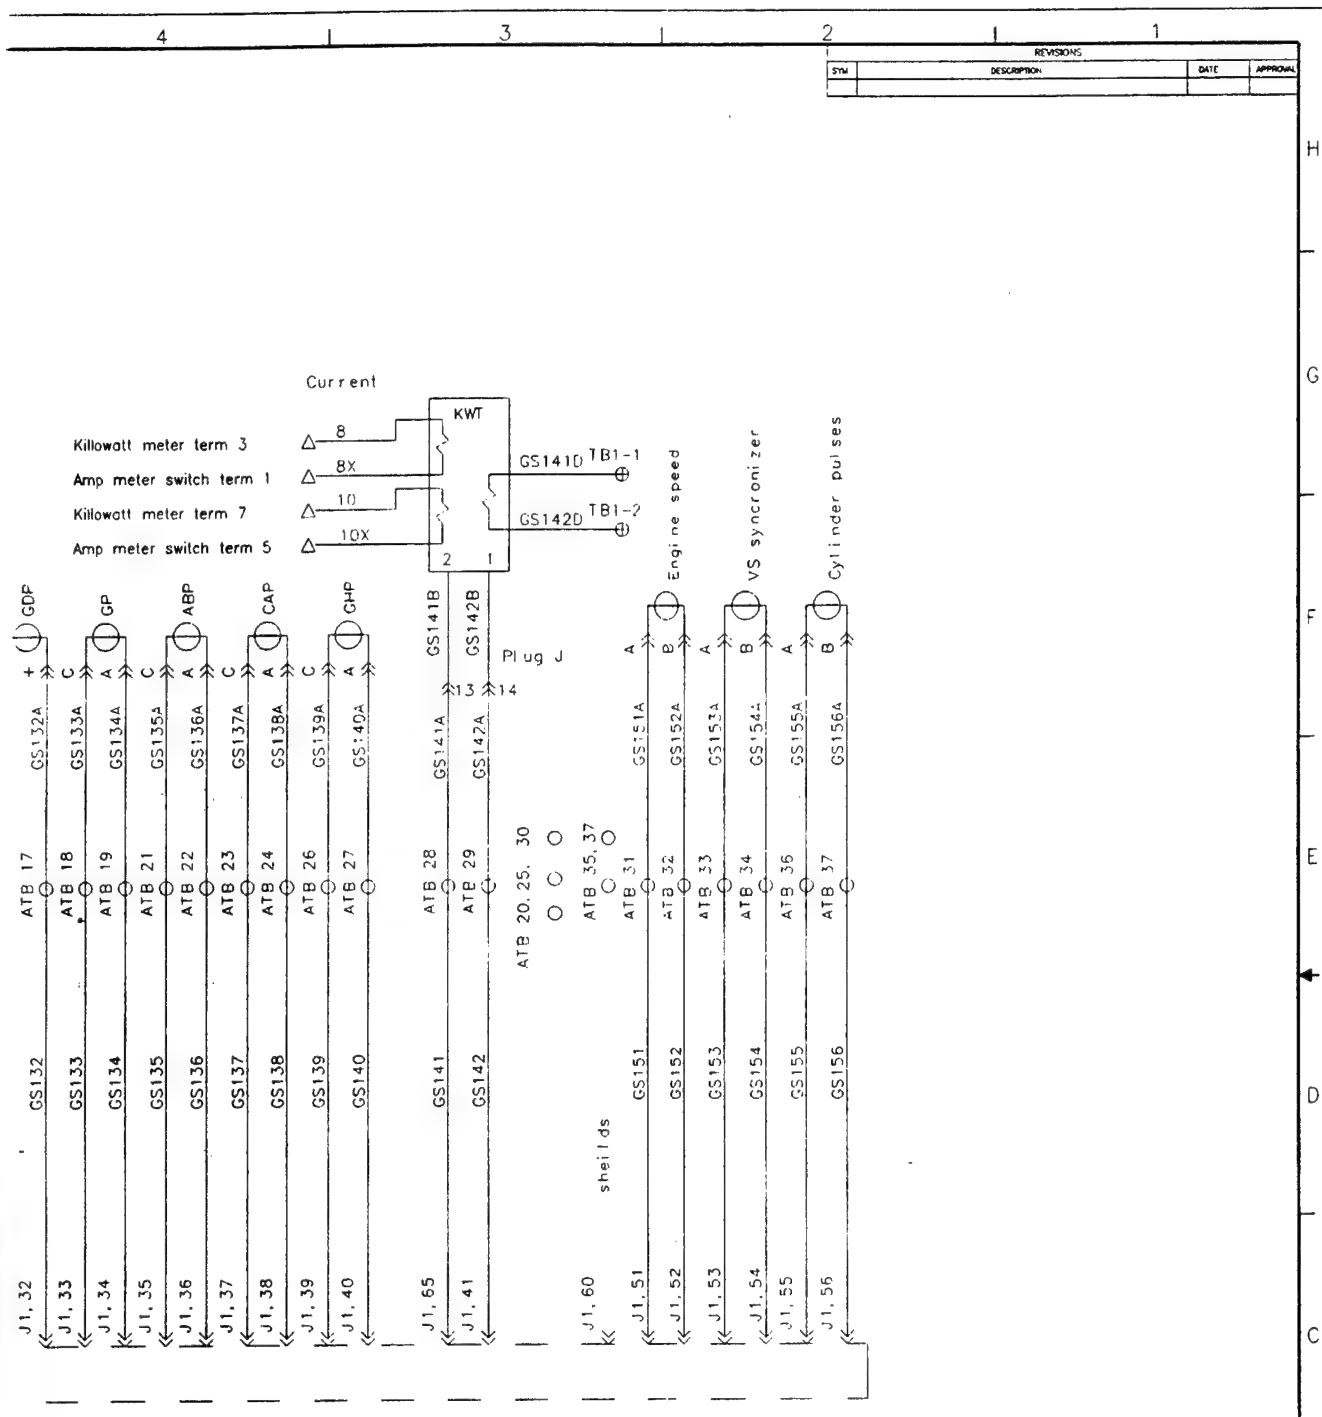 4 3 2 1
REVISIONS
SYM DESCRIPTION DATE APPROVAL
H
G
F
E
D
C
Current
KWT
Killowatt meter term 3
8
Amp meter switch term 1
8X
Killowatt meter term 7
10
Amp meter switch term 5
10X
GS141D TB1-1
GS142D TB1-2
2 1
Engine speed
VS syncronizer
Cylinder pulses
GDP
GP
ABP
CAP
GHP
GS141B
GS142B
Plug J
13 14
+ C A C A C A C A
A B A B A B
GS132A
GS133A
GS134A
GS135A
GS136A
GS137A
GS138A
GS139A
GS140A
GS141A
GS142A
GS151A
GS152A
GS153A
GS154A
GS155A
GS156A
ATB 17
ATB 18
ATB 19
ATB 21
ATB 22
ATB 23
ATB 24
ATB 26
ATB 27
ATB 28
ATB 29
ATB 20. 25. 30
ATB 35. 37
ATB 31
ATB 32
ATB 33
ATB 34
ATB 36
ATB 37
GS132
GS133
GS134
GS135
GS136
GS137
GS138
GS139
GS140
GS141
GS142
GS151
GS152
GS153
GS154
GS155
GS156
sheilds
J1.32
J1.33
J1.34
J1.35
J1.36
J1.37
J1.38
J1.39
J1.40
J1.65
J1.41
J1.60
J1.51
J1.52
J1.53
J1.54
J1.55
J1.56